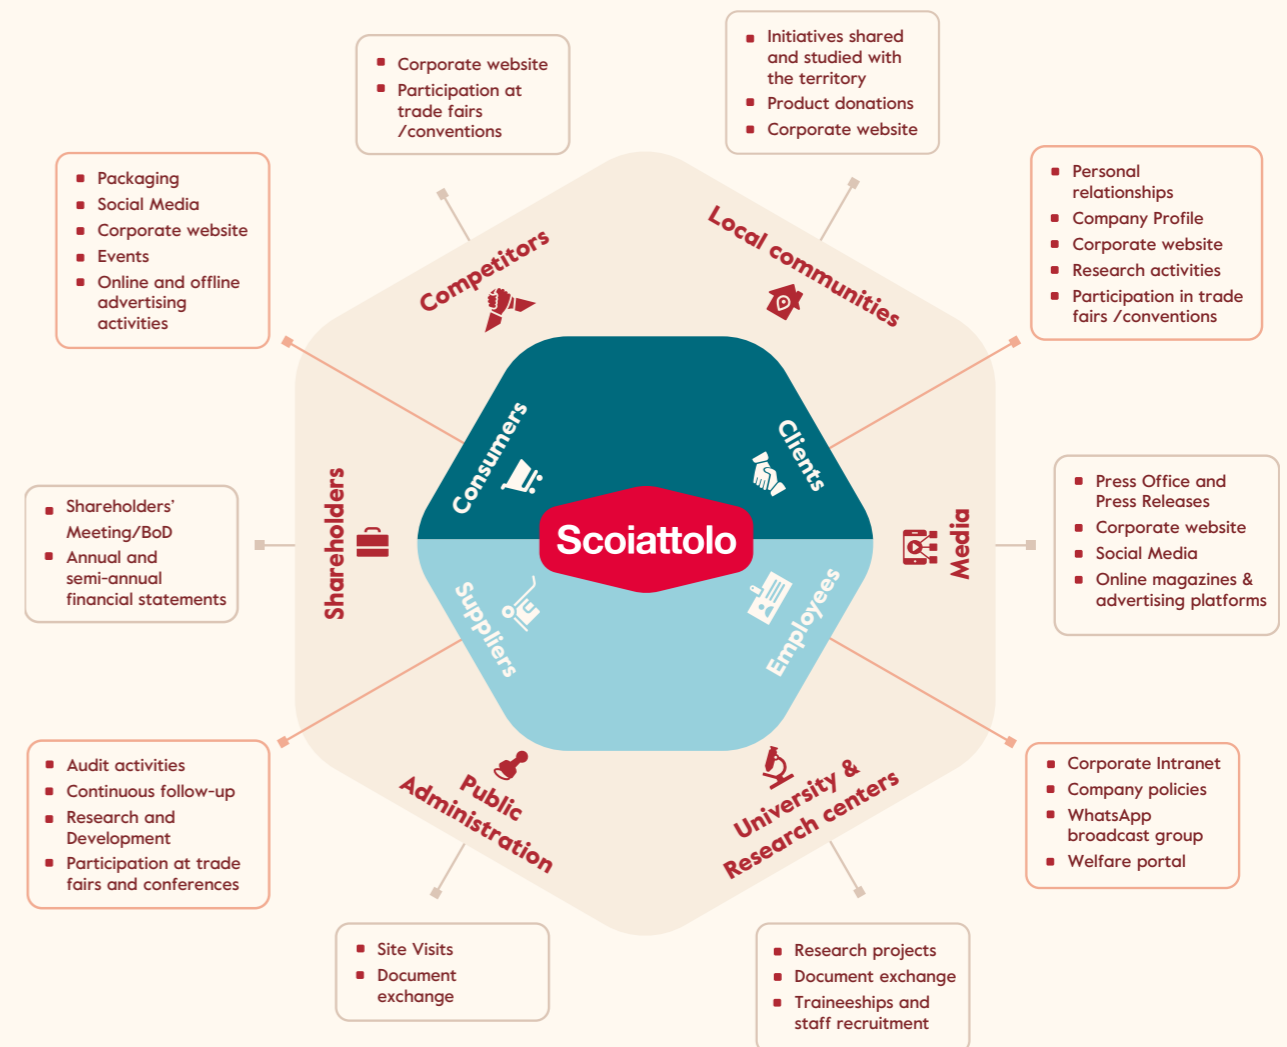 Corporate website
Participation at
trade fairs
/conventions
Initiatives shared
and studied with
the territory
Product donations
Corporate website
Packaging
Social Media
Corporate website
Events
Online and offline
advertising
activities
Personal
relationships
Company Profile
Corporate website
Research activities
Participation in trade
fairs /conventions
Competitors
Local communities
Consumers
Clients
Shareholders’
Meeting/BoD
Annual and
semi-annual
financial statements
Shareholders
Scoiattolo
Media
Press Office and
Press Releases
Corporate website
Social Media
Online magazines &
advertising platforms
Suppliers
Employees
Audit activities
Continuous follow-up
Research and
Development
Participation at trade
fairs and conferences
Public
Administration
University &
Research centers
Corporate Intranet
Company policies
WhatsApp
broadcast group
Welfare portal
Site Visits
Document
exchange
Research projects
Document exchange
Traineeships and
staff recruitment